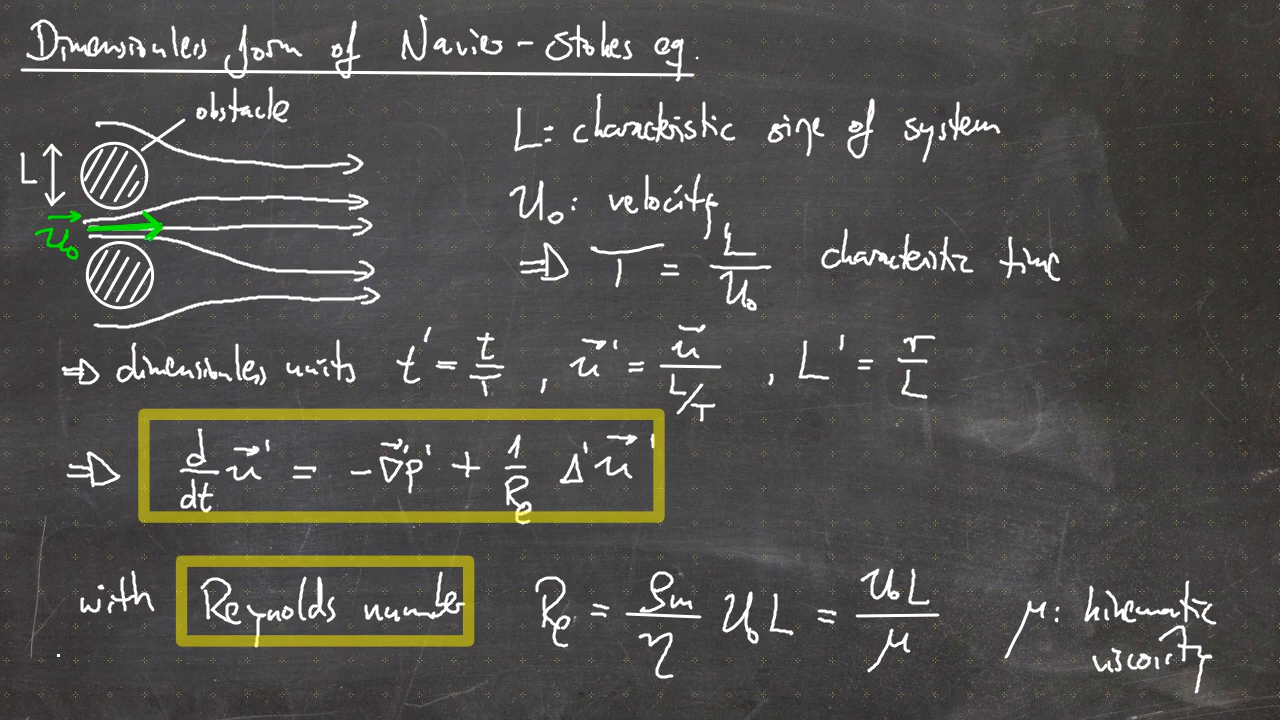 Dimensionless form of Navier-Stokes eq.
obstacle
L
u⃗₀
L = characteristic size of system
u₀: velocity
⇒ T = L/u₀ characteristic time
⇒ dimensionless units t' = t/T , u⃗' = u⃗/(L/T) , L' = r/L
⇒ d/dt u⃗' = -∇⃗'p' + 1/Re Δ'u⃗'
with Reynolds number Re = ρm/η u₀ L = u₀L/μ μ: kinematic
viscosity